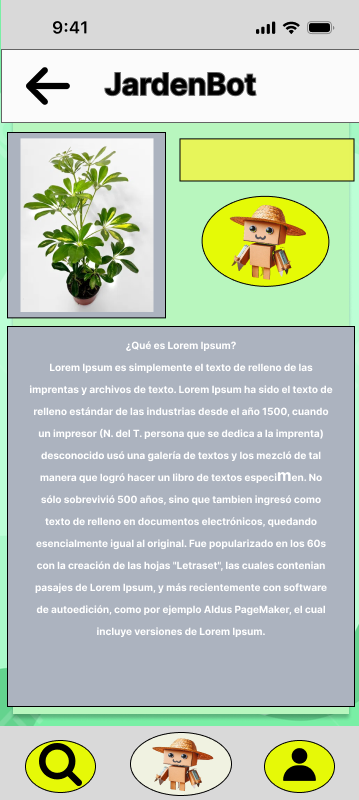 9:41
JardenBot
¿Qué es Lorem Ipsum?
Lorem Ipsum es simplemente el texto de relleno de las
imprentas y archivos de texto. Lorem Ipsum ha sido el texto de
relleno estándar de las industrias desde el año 1500, cuando
un impresor (N. del T. persona que se dedica a la imprenta)
desconocido usó una galería de textos y los mezcló de tal
manera que logró hacer un libro de textos especimen. No
sólo sobrevivió 500 años, sino que tambien ingresó como
texto de relleno en documentos electrónicos, quedando
esencialmente igual al original. Fue popularizado en los 60s
con la creación de las hojas "Letraset", las cuales contenian
pasajes de Lorem Ipsum, y más recientemente con software
de autoedición, como por ejemplo Aldus PageMaker, el cual
incluye versiones de Lorem Ipsum.